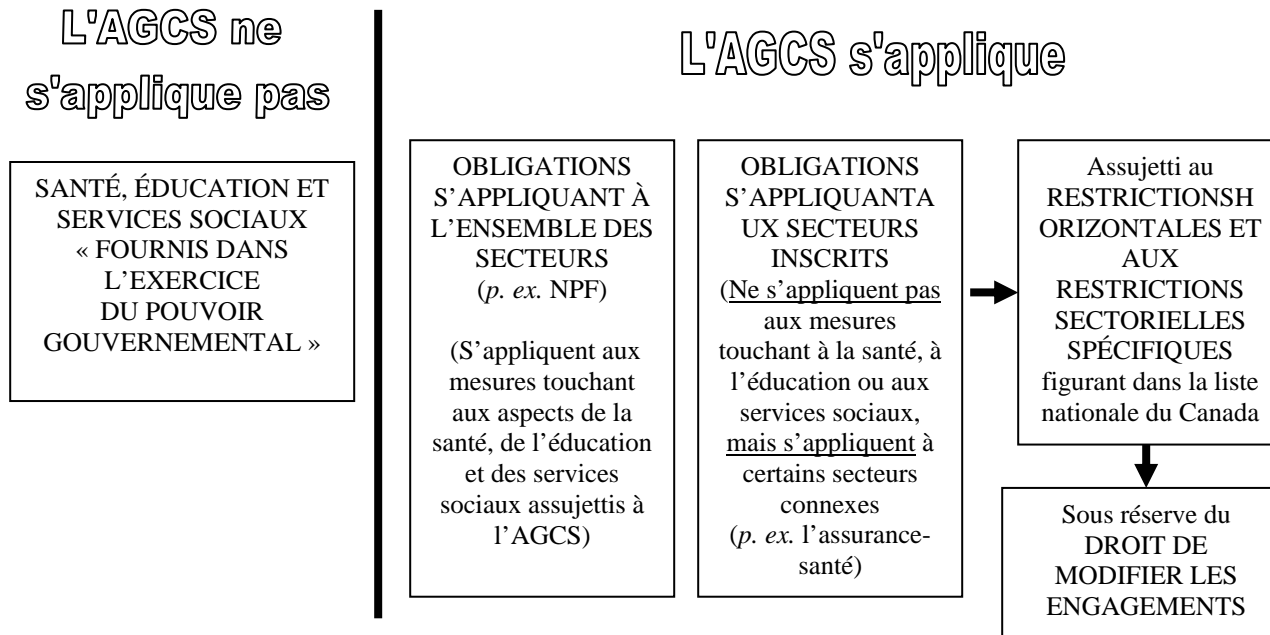 L'AGCS ne
s'applique pas
SANTÉ, ÉDUCATION ET
SERVICES SOCIAUX
« FOURNIS DANS
L’EXERCICE
DU POUVOIR
GOUVERNEMENTAL »
L'AGCS s'applique
OBLIGATIONS
S’APPLIQUANT À
L’ENSEMBLE DES
SECTEURS
(p. ex. NPF)
(S’appliquent aux
mesures touchant
aux aspects de la
santé, de l’éducation
et des services
sociaux assujettis à
l’AGCS)
OBLIGATIONS
S’APPLIQUANTA
UX SECTEURS
INSCRITS
(Ne s’appliquent pas
aux mesures
touchant à la santé, à
l’éducation ou aux
services sociaux,
mais s’appliquent à
certains secteurs
connexes
(p. ex. l’assurance-
santé)
Assujetti au
RESTRICTIONSH
ORIZONTALES ET
AUX
RESTRICTIONS
SECTORIELLES
SPÉCIFIQUES
figurant dans la liste
nationale du Canada
Sous réserve du
DROIT DE
MODIFIER LES
ENGAGEMENTS